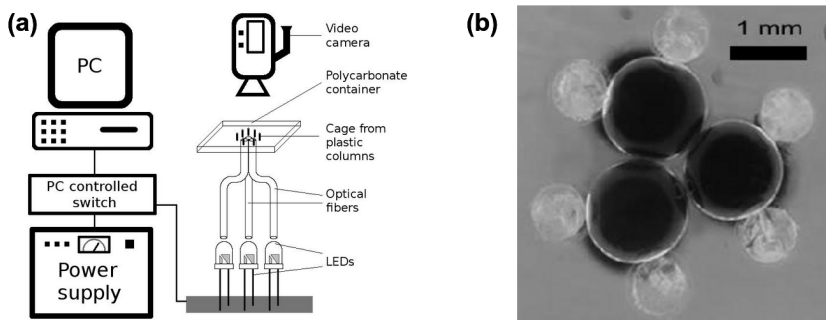 (a)
PC
PC controlled
switch
Power
supply
Video
camera
Polycarbonate
container
Cage from
plastic
columns
Optical
fibers
LEDs
(b)
1 mm